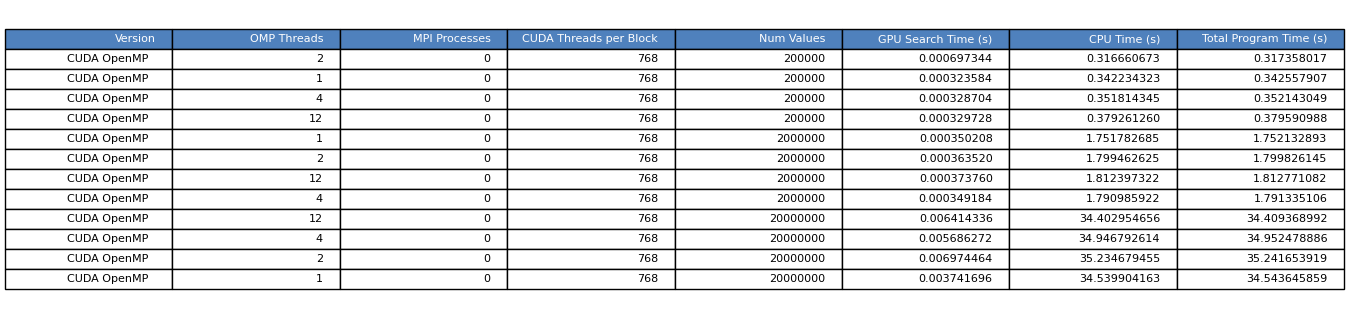 Version OMP Threads MPI Processes CUDA Threads per Block Num Values GPU Search Time (s) CPU Time (s) Total Program Time (s)
CUDA OpenMP 2 0 768 200000 0.000697344 0.316660673 0.317358017
CUDA OpenMP 1 0 768 200000 0.000323584 0.342234323 0.342557907
CUDA OpenMP 4 0 768 200000 0.000328704 0.351814345 0.352143049
CUDA OpenMP 12 0 768 200000 0.000329728 0.379261260 0.379590988
CUDA OpenMP 1 0 768 2000000 0.000350208 1.751782685 1.752132893
CUDA OpenMP 2 0 768 2000000 0.000363520 1.799462625 1.799826145
CUDA OpenMP 12 0 768 2000000 0.000373760 1.812397322 1.812771082
CUDA OpenMP 4 0 768 2000000 0.000349184 1.790985922 1.791335106
CUDA OpenMP 12 0 768 20000000 0.006414336 34.402954656 34.409368992
CUDA OpenMP 4 0 768 20000000 0.005686272 34.946792614 34.952478886
CUDA OpenMP 2 0 768 20000000 0.006974464 35.234679455 35.241653919
CUDA OpenMP 1 0 768 20000000 0.003741696 34.539904163 34.543645859